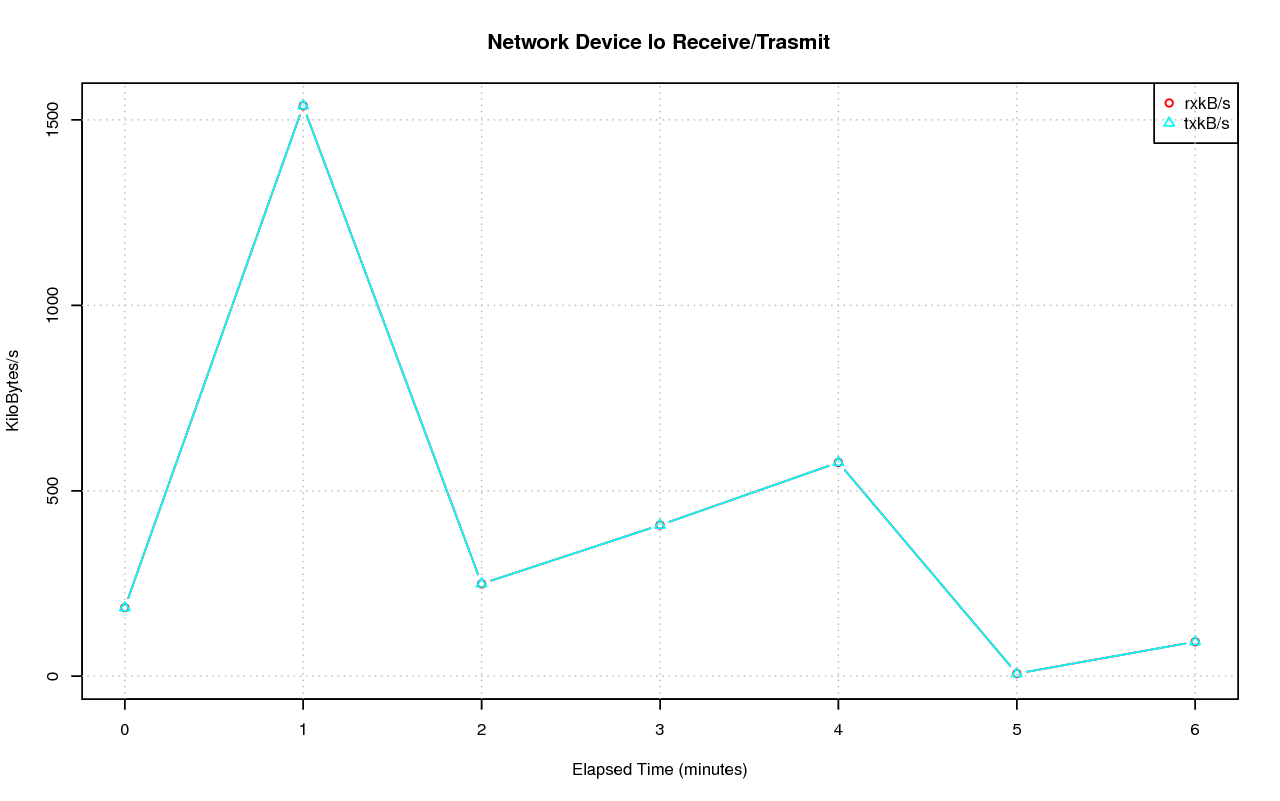 Network Device lo Receive/Trasmit
rxkB/s
txkB/s
KiloBytes/s
1500
1000
500
0
0 1 2 3 4 5 6
Elapsed Time (minutes)